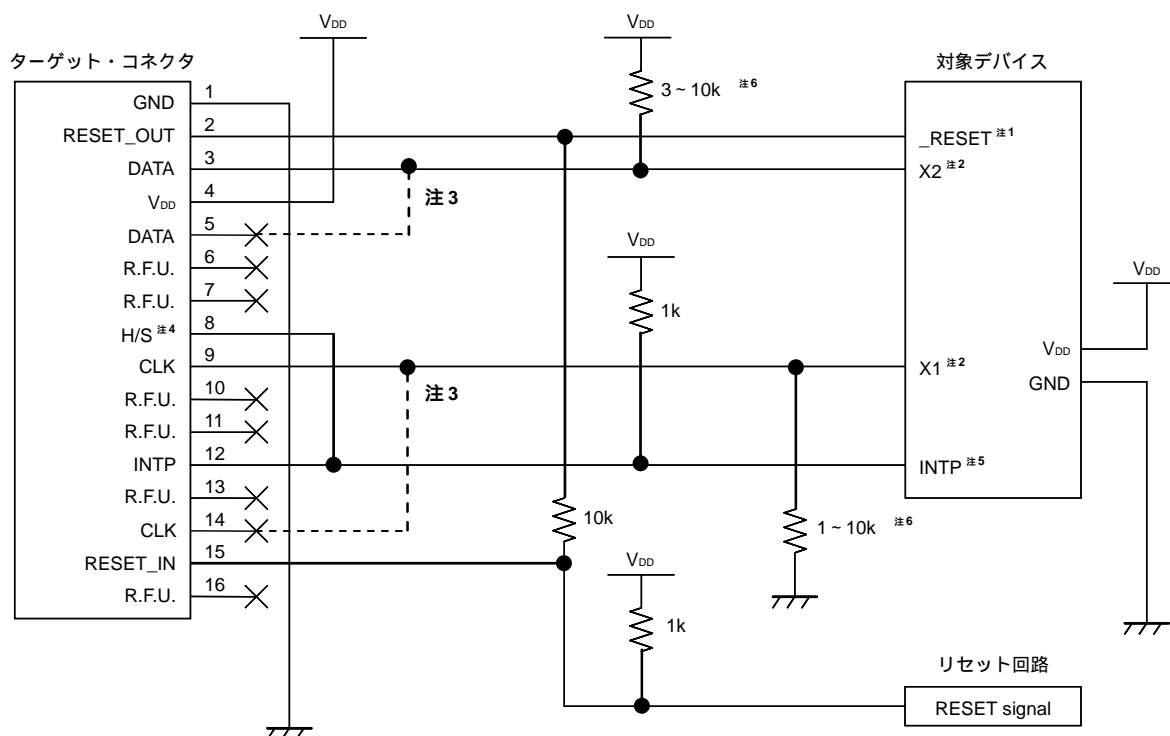 VDD
VDD
ターゲット・コネクタ
対象デバイス
GND
1
3 ~ 10k 注6
RESET_OUT
2
_RESET 注1
DATA
3
X2 注2
VDD
4
注3
DATA
5
VDD
R.F.U.
6
VDD
R.F.U.
7
1k
H/S 注4
8
VDD
CLK
9
X1 注2
GND
R.F.U.
10
注3
R.F.U.
11
INTP
12
INTP 注5
R.F.U.
13
10k
1 ~ 10k 注6
CLK
14
RESET_IN
15
VDD
R.F.U.
16
1k
リセット回路
RESET signal